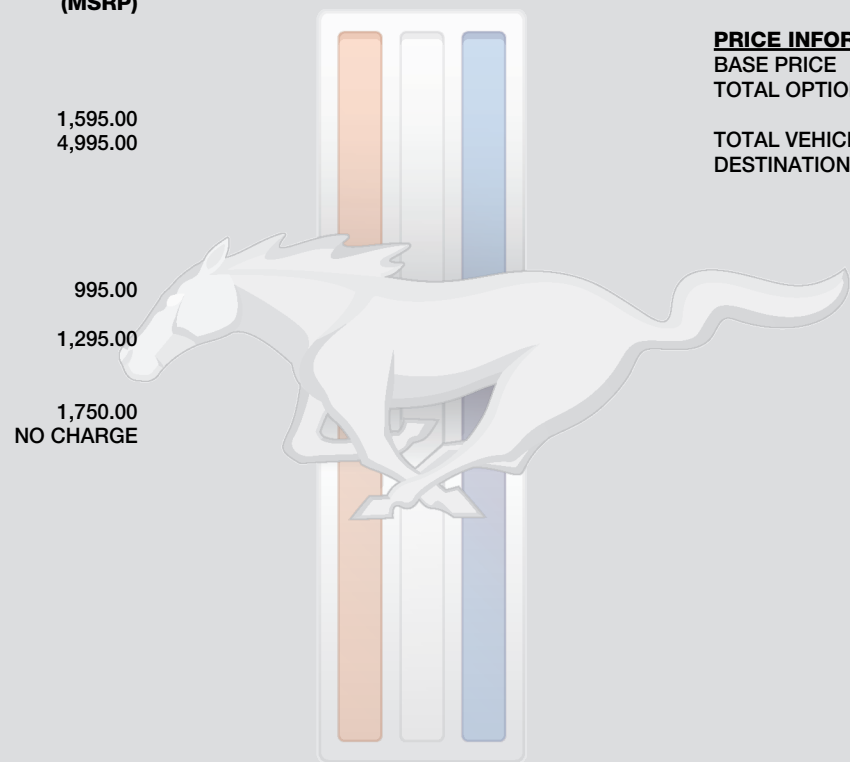 (MSRP)
1,595.00
4,995.00
995.00
1,295.00
1,750.00
NO CHARGE
PRICE INFOR
BASE PRICE
TOTAL OPTIO
TOTAL VEHIC
DESTINATION